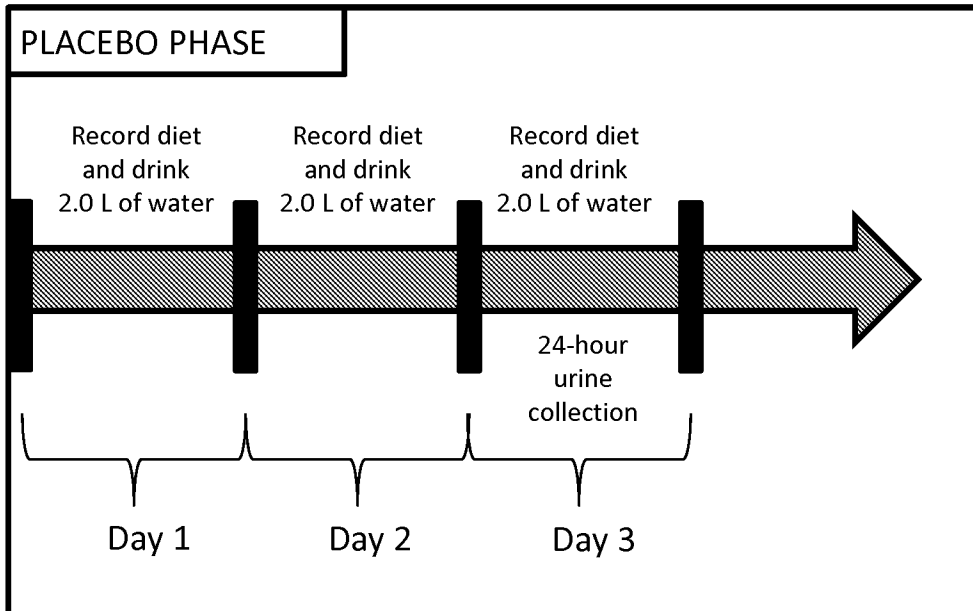 PLACEBO PHASE
Record diet
and drink
2.0 L of water
Record diet
and drink
2.0 L of water
Record diet
and drink
2.0 L of water
24-hour
urine
collection
Day 1
Day 2
Day 3